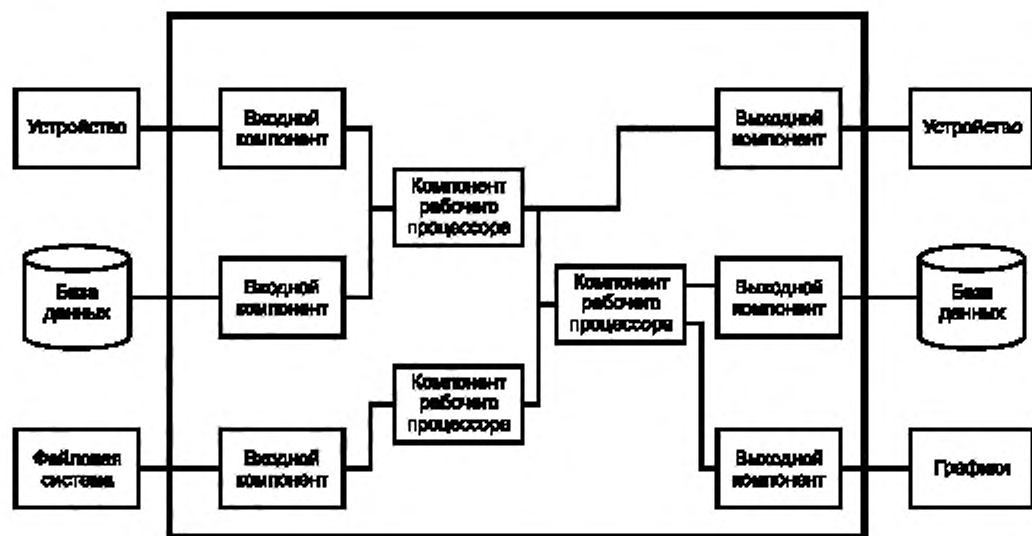 Устройство
Входной
компонент
Выходной
компонент
Устройство
Компонент
рабочего
процессора
База
данных
Входной
компонент
Компонент
рабочего
процессора
Выходной
компонент
База
данных
Компонент
рабочего
процессора
Файловая
система
Входной
компонент
Выходной
компонент
Графики